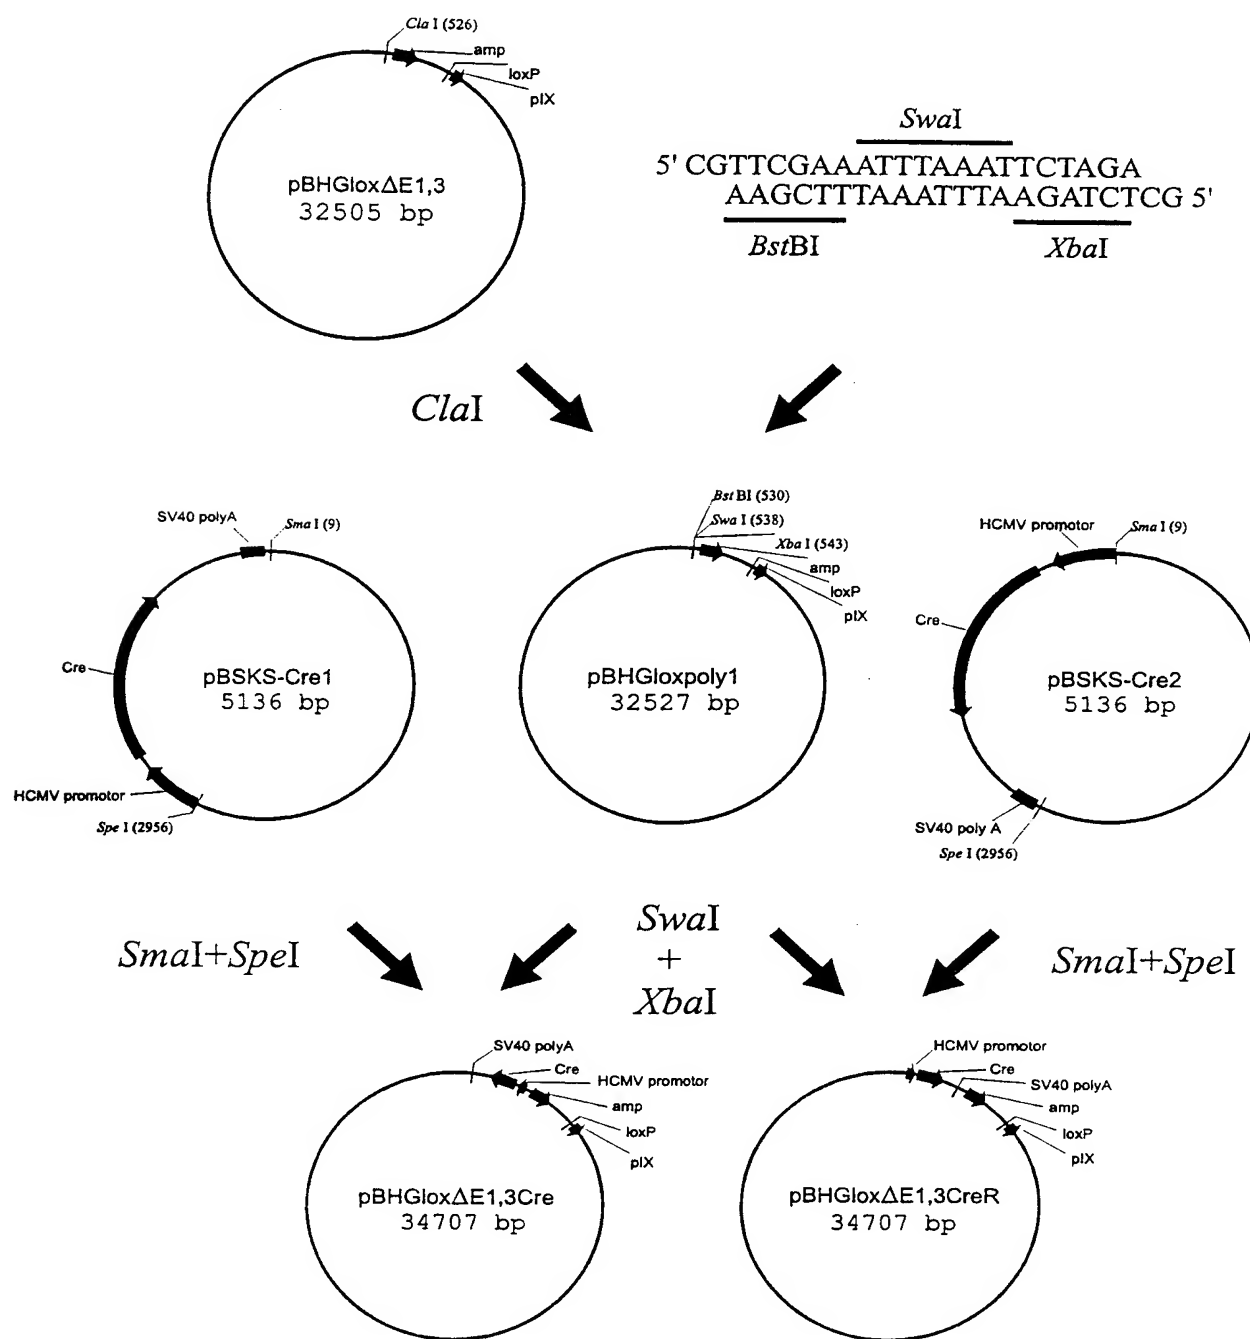 Cla I (526)
amp
loxP
pIX
pBHGloxΔE1,3
32505 bp
SwaI
5' CGTTCGAAATTTAAATTCTAGA
AAGCTTTAAATTTAAGATCTCG 5'
BstBI
XbaI
ClaI
SV40 polyA
Sma I (9)
Cre
pBSKS-Cre1
5136 bp
HCMV promotor
Spe I (2956)
Bst BI (530)
Swa I (538)
Xba I (543)
amp
loxP
pIX
pBHGloxpoly1
32527 bp
HCMV promotor
Sma I (9)
Cre
pBSKS-Cre2
5136 bp
SV40 poly A
Spe I (2956)
SmaI+SpeI
SwaI
+
XbaI
SmaI+SpeI
SV40 polyA
Cre
HCMV promotor
amp
loxP
pIX
pBHGloxΔE1,3Cre
34707 bp
HCMV promotor
Cre
SV40 polyA
amp
loxP
pIX
pBHGloxΔE1,3CreR
34707 bp